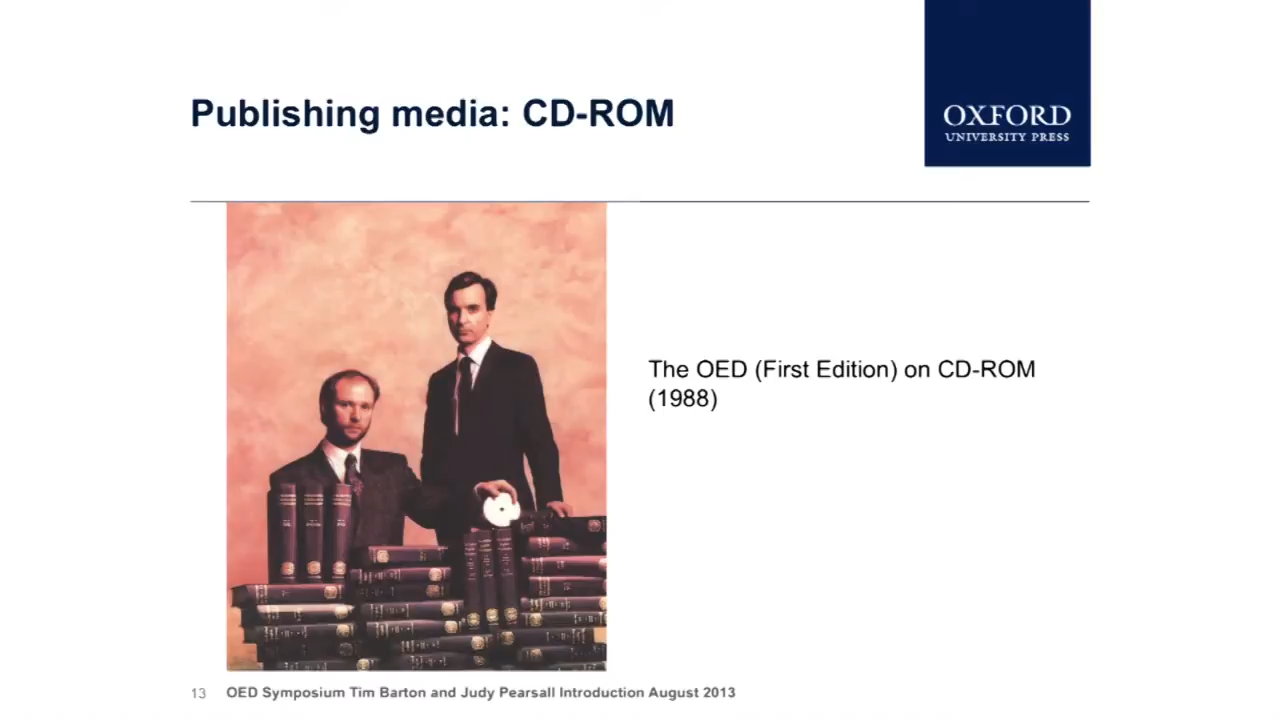 Publishing media: CD-ROM
OXFORD
UNIVERSITY PRESS
The OED (First Edition) on CD-ROM
(1988)
13 OED Symposium Tim Barton and Judy Pearsall Introduction August 2013